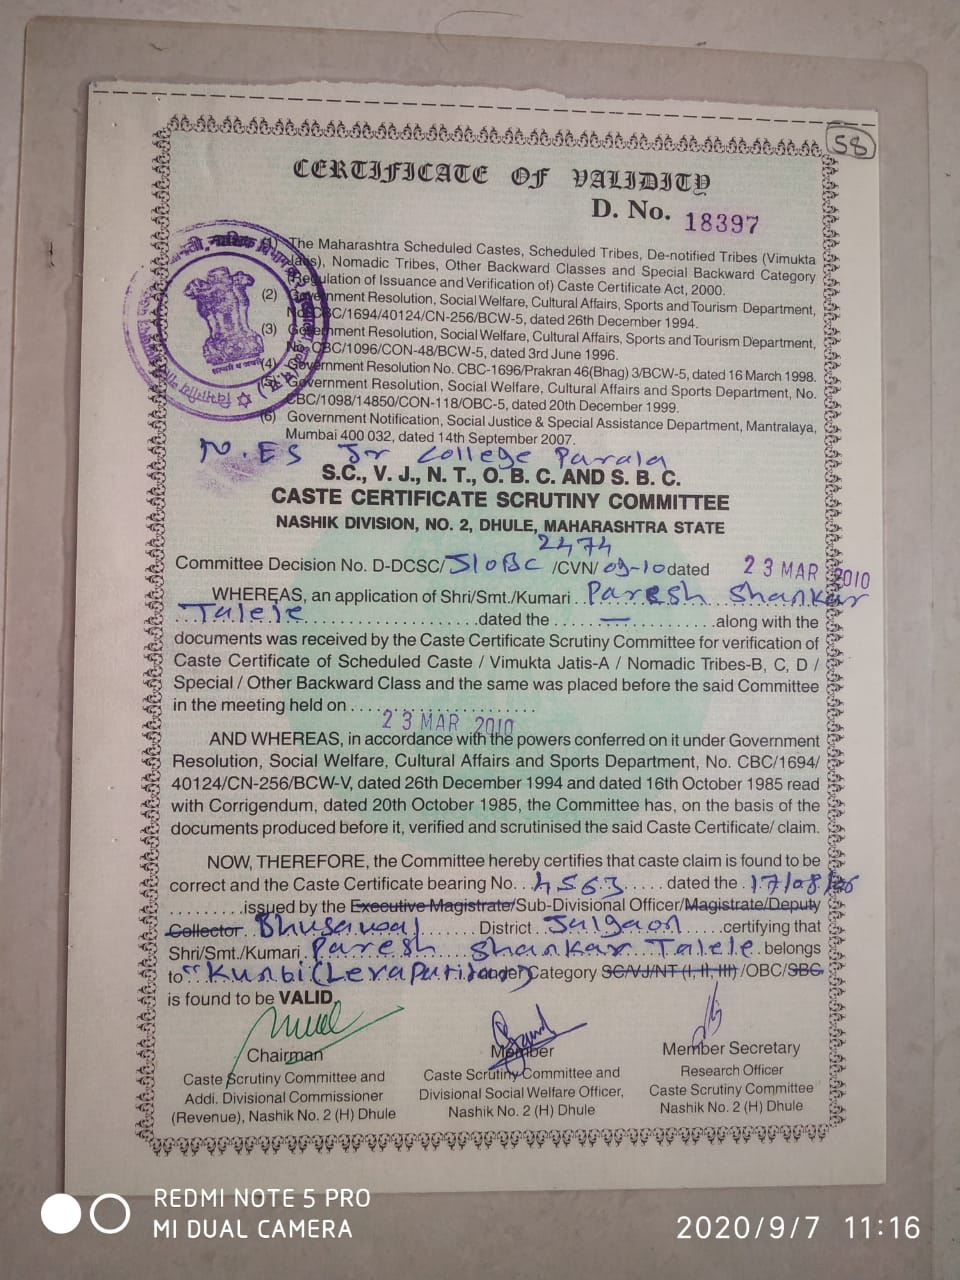 58
CERTIFICATE OF VALIDITY
D. No. 18397
(1) The Maharashtra Scheduled Castes, Scheduled Tribes, De-notified Tribes (Vimukta
Jatis), Nomadic Tribes, Other Backward Classes and Special Backward Category
(Regulation of Issuance and Verification of) Caste Certificate Act, 2000.
(2) Government Resolution, Social Welfare, Cultural Affairs, Sports and Tourism Department,
No. CBC/1694/40124/CN-256/BCW-5, dated 26th December 1994.
(3) Government Resolution, Social Welfare, Cultural Affairs, Sports and Tourism Department,
No. CBC/1096/CON-48/BCW-5, dated 3rd June 1996.
(4) Government Resolution No. CBC-1696/Prakran 46(Bhag) 3/BCW-5, dated 16 March 1998.
(5) Government Resolution, Social Welfare, Cultural Affairs and Sports Department, No.
CBC/1098/14850/CON-118/OBC-5, dated 20th December 1999.
(6) Government Notification, Social Justice & Special Assistance Department, Mantralaya,
Mumbai 400 032, dated 14th September 2007.
N.ES Jr College Parala
S.C., V. J., N. T., O. B. C. AND S. B. C.
CASTE CERTIFICATE SCRUTINY COMMITTEE
NASHIK DIVISION, NO. 2, DHULE, MAHARASHTRA STATE
2474
Committee Decision No. D-DCSC/JIOBC /CVN/ 09-10 dated 23 MAR 2010
WHEREAS, an application of Shri/Smt./Kumari Paresh Shankar
Talele dated the — along with the
documents was received by the Caste Certificate Scrutiny Committee for verification of
Caste Certificate of Scheduled Caste / Vimukta Jatis-A / Nomadic Tribes-B, C, D /
Special / Other Backward Class and the same was placed before the said Committee
in the meeting held on
23 MAR 2010
AND WHEREAS, in accordance with the powers conferred on it under Government
Resolution, Social Welfare, Cultural Affairs and Sports Department, No. CBC/1694/
40124/CN-256/BCW-V, dated 26th December 1994 and dated 16th October 1985 read
with Corrigendum, dated 20th October 1985, the Committee has, on the basis of the
documents produced before it, verified and scrutinised the said Caste Certificate/ claim.
NOW, THEREFORE, the Committee hereby certifies that caste claim is found to be
correct and the Caste Certificate bearing No. 4563 dated the 17/08/06
issued by the Executive Magistrate/Sub-Divisional Officer/Magistrate/Deputy
Collector Bhusawal District Jalgaon certifying that
Shri/Smt./Kumari Paresh Shankar Talele belongs
to "Kunbi (Leva Patidar) under Category SC/VJ/NT (I, II, III) /OBC/SBC
is found to be VALID
Chairman
Caste Scrutiny Committee and
Addi. Divisional Commissioner
(Revenue), Nashik No. 2 (H) Dhule
Member
Caste Scrutiny Committee and
Divisional Social Welfare Officer,
Nashik No. 2 (H) Dhule
Member Secretary
Research Officer
Caste Scrutiny Committee
Nashik No. 2 (H) Dhule
REDMI NOTE 5 PRO
MI DUAL CAMERA
2020/9/7 11:16